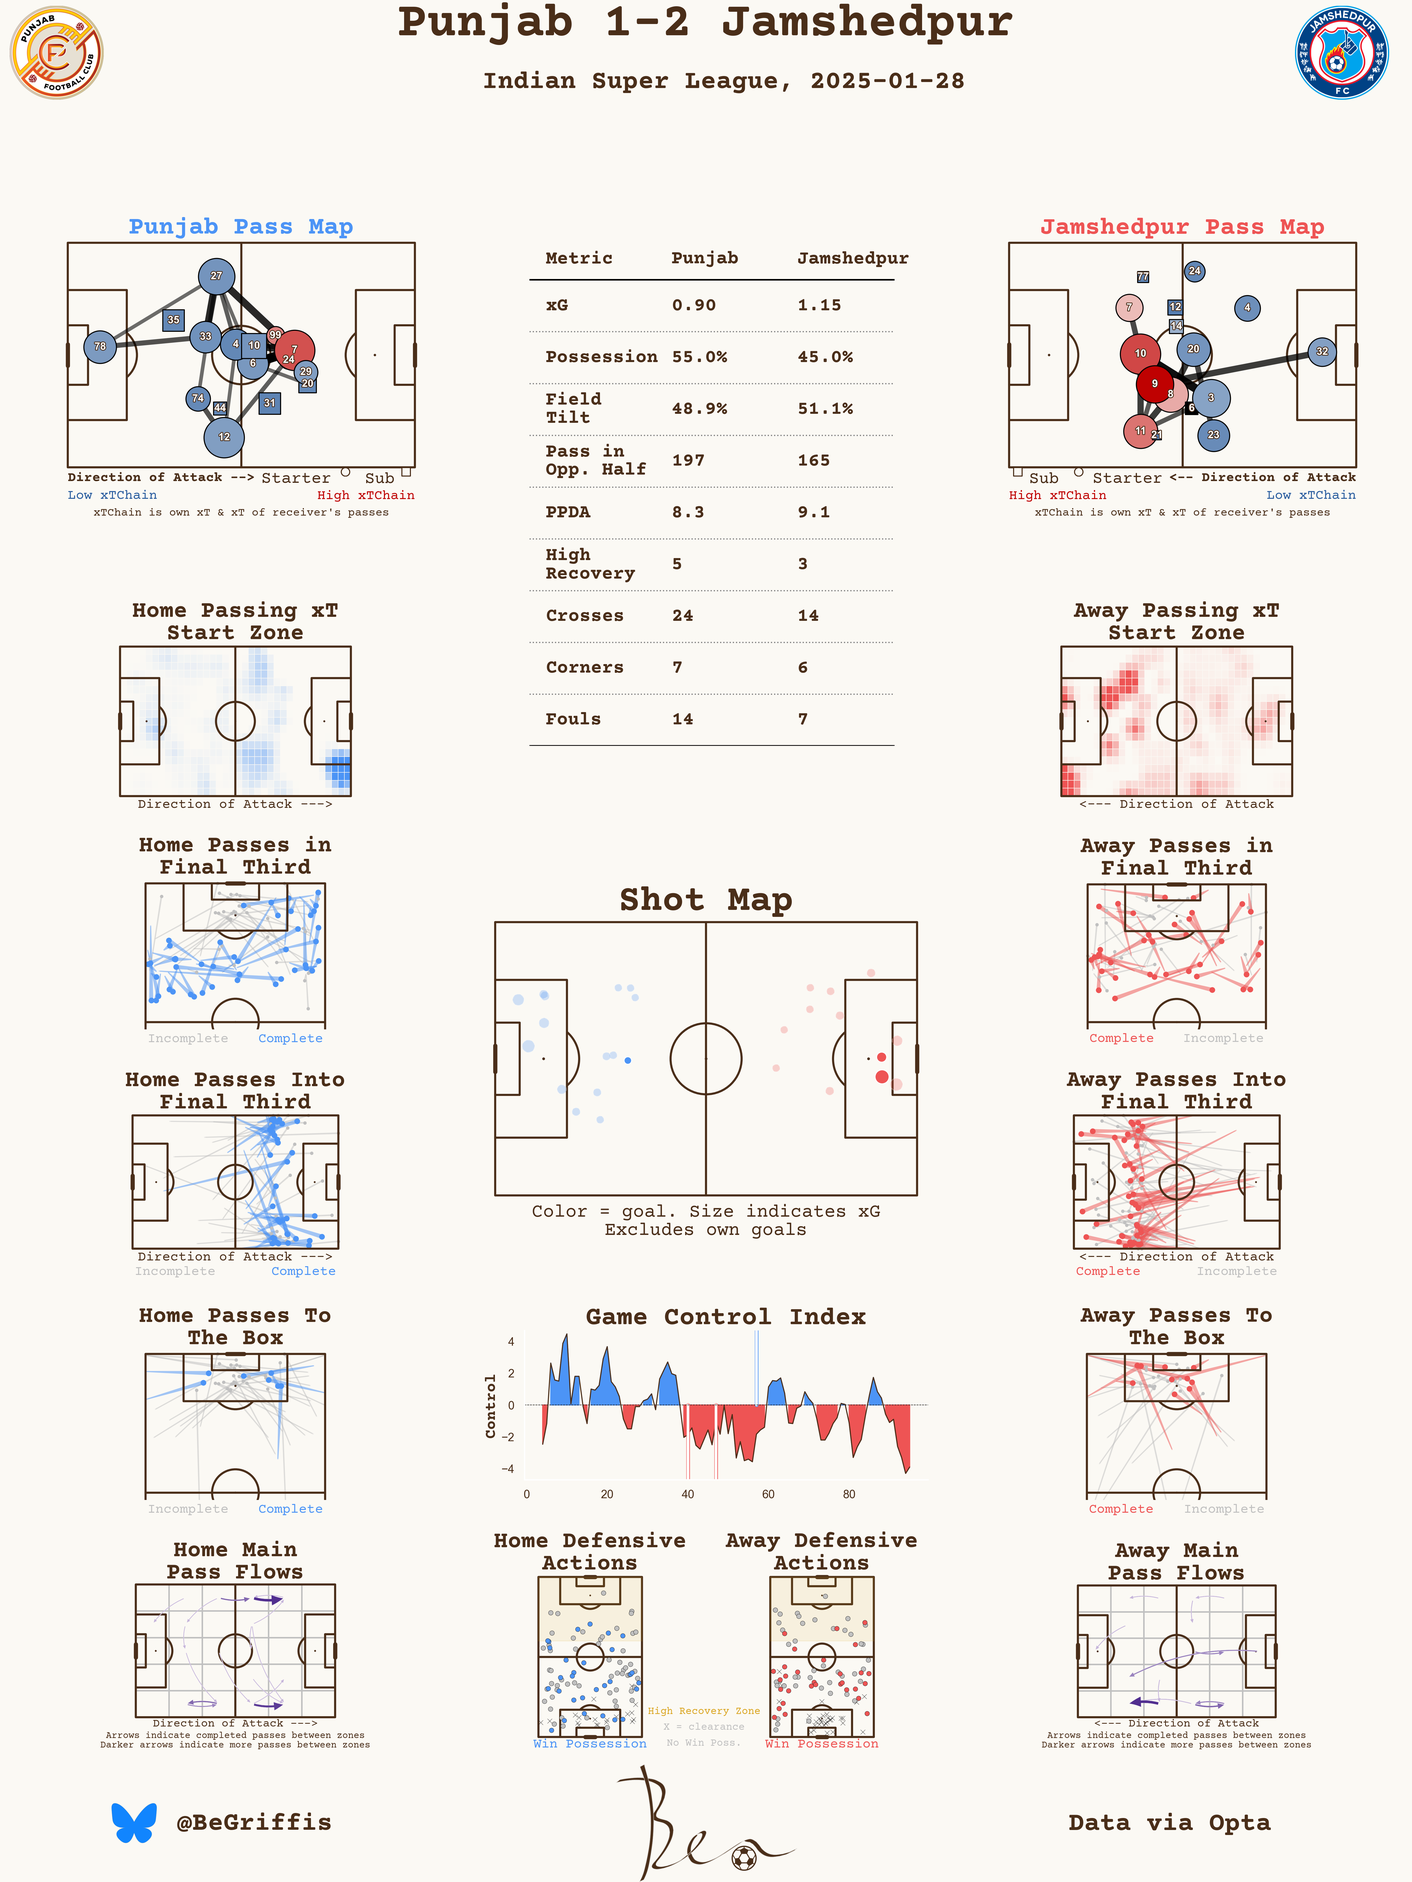 Punjab 1-2 Jamshedpur
Indian Super League, 2025-01-28
PUNJAB
FOOTBALL CLUB
JAMSHEDPUR
FC
Punjab Pass Map
27
35
33
78
4
10
99
7
6
24
29
20
74
44
31
12
Direction of Attack --> Starter Sub
Low xTChain High xTChain
xTChain is own xT & xT of receiver's passes
Metric Punjab Jamshedpur
xG 0.90 1.15
Possession 55.0% 45.0%
Field
Tilt 48.9% 51.1%
Pass in
Opp. Half 197 165
PPDA 8.3 9.1
High
Recovery 5 3
Crosses 24 14
Corners 7 6
Fouls 14 7
Jamshedpur Pass Map
77
24
7
12
4
14
10
20
32
9
8
3
6
11
21
23
Sub Starter <-- Direction of Attack
High xTChain Low xTChain
xTChain is own xT & xT of receiver's passes
Home Passing xT
Start Zone
Direction of Attack --->
Away Passing xT
Start Zone
<--- Direction of Attack
Home Passes in
Final Third
Incomplete Complete
Away Passes in
Final Third
Complete Incomplete
Shot Map
Color = goal. Size indicates xG
Excludes own goals
Home Passes Into
Final Third
Direction of Attack --->
Incomplete Complete
Away Passes Into
Final Third
<--- Direction of Attack
Complete Incomplete
Home Passes To
The Box
Incomplete Complete
Game Control Index
Control
4
2
0
−2
−4
0 20 40 60 80
Away Passes To
The Box
Complete Incomplete
Home Main
Pass Flows
Direction of Attack --->
Arrows indicate completed passes between zones
Darker arrows indicate more passes between zones
Home Defensive
Actions
Win Possession
High Recovery Zone
X = clearance
No Win Poss.
Away Defensive
Actions
Win Possession
Away Main
Pass Flows
<--- Direction of Attack
Arrows indicate completed passes between zones
Darker arrows indicate more passes between zones
@BeGriffis
Ben
Data via Opta